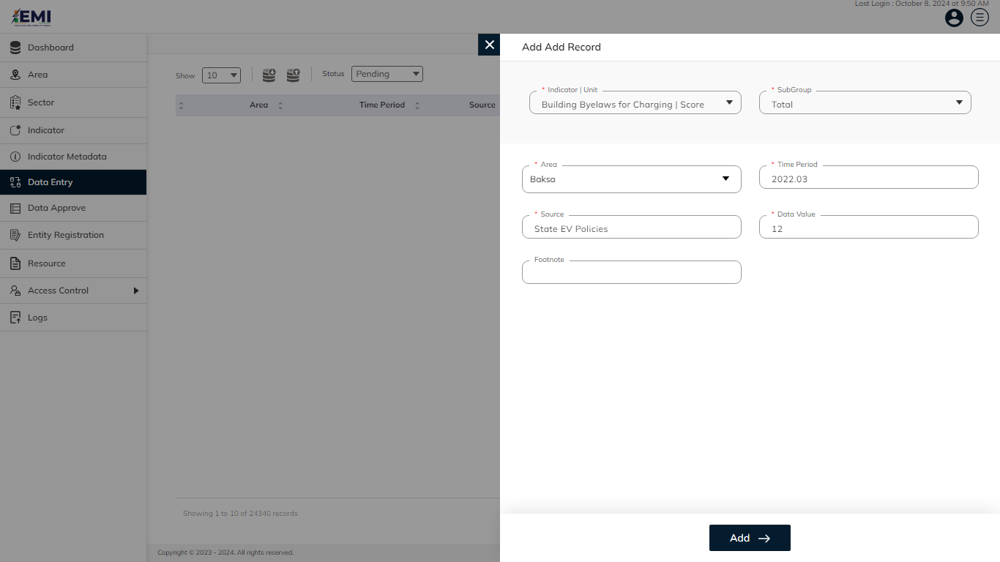 Last Login : October 8, 2024 at 9:50 AM
EMI
Dashboard
Area
Sector
Indicator
Indicator Metadata
Data Entry
Data Approve
Entity Registration
Resource
Access Control
Logs
Show
10
Status
Pending
Area
Time Period
Source
Showing 1 to 10 of 24340 records
Copyright © 2023 - 2024. All rights reserved.
Add Add Record
* Indicator | Unit
Building Byelaws for Charging | Score
* SubGroup
Total
* Area
Baksa
* Time Period
2022.03
* Source
State EV Policies
* Data Value
12
Footnote
Add